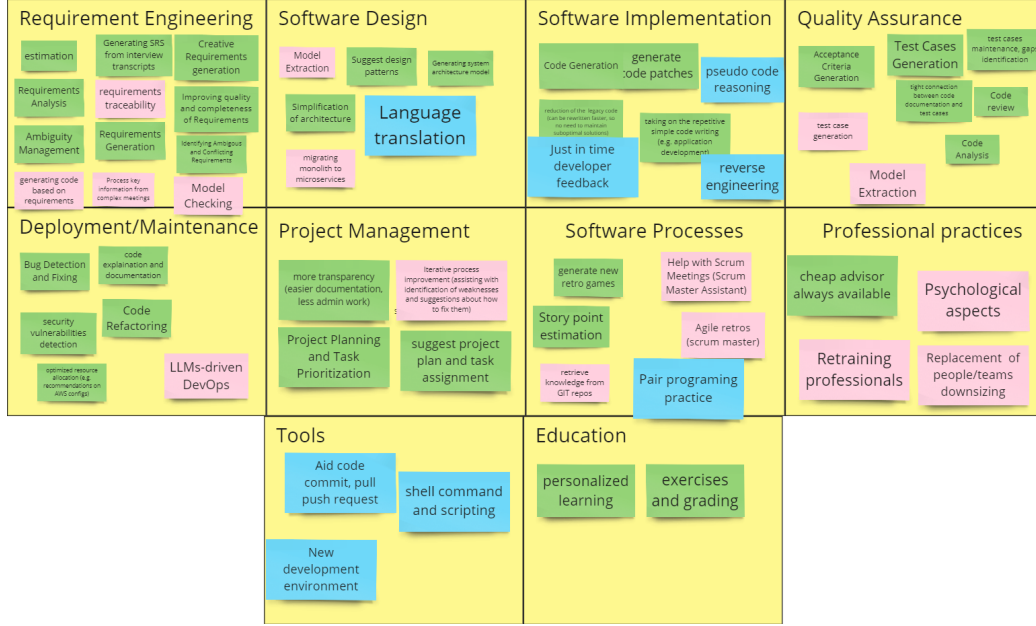 Requirement Engineering
estimation
Generating SRS
from interview
transcripts
Creative
Requirements
generation
Requirements
Analysis
requirements
traceability
Improving quality
and completeness
of Requirements
Ambiguity
Management
Requirements
Generation
Identifying Ambigous
and Conflicting
Requirements
generating code
based on
requirements
Process key
information from
complex meetings
Model
Checking
Software Design
Model
Extraction
Suggest design
patterns
Generating system
architecture model
Simplification
of architecture
Language
translation
migrating
monolith to
microservices
Software Implementation
Code Generation
generate
code patches
pseudo code
reasoning
reduction of the legacy code
(can be rewritten faster, so
no need to maintain
suboptimal solutions)
taking on the repetitive
simple code writing
(e.g. application
development)
Just in time
developer
feedback
reverse
engineering
Quality Assurance
Acceptance
Criteria
Generation
Test Cases
Generation
test cases
maintenance, gaps
identification
tight connection
between code
documentation and
test cases
Code
review
test case
generation
Code
Analysis
Model
Extraction
Deployment/Maintenance
Bug Detection
and Fixing
code
explaination and
documentation
security
vulnerabilities
detection
Code
Refactoring
optimized resource
allocation (e.g.
recommendations on
AWS configs)
LLMs-driven
DevOps
Project Management
more transparency
(easier documentation,
less admin work)
Iterative process
improvement (assisting with
identification of weaknesses
and suggestions about how
to fix them)
Project Planning
and Task
Prioritization
suggest project
plan and task
assignment
Software Processes
generate new
retro games
Help with Scrum
Meetings (Scrum
Master Assistant)
Story point
estimation
Agile retros
(scrum master)
retrieve
knowledge from
GIT repos
Pair programing
practice
Professional practices
cheap advisor
always available
Psychological
aspects
Retraining
professionals
Replacement of
people/teams
downsizing
Tools
Aid code
commit, pull
push request
shell command
and scripting
New
development
environment
Education
personalized
learning
exercises
and grading